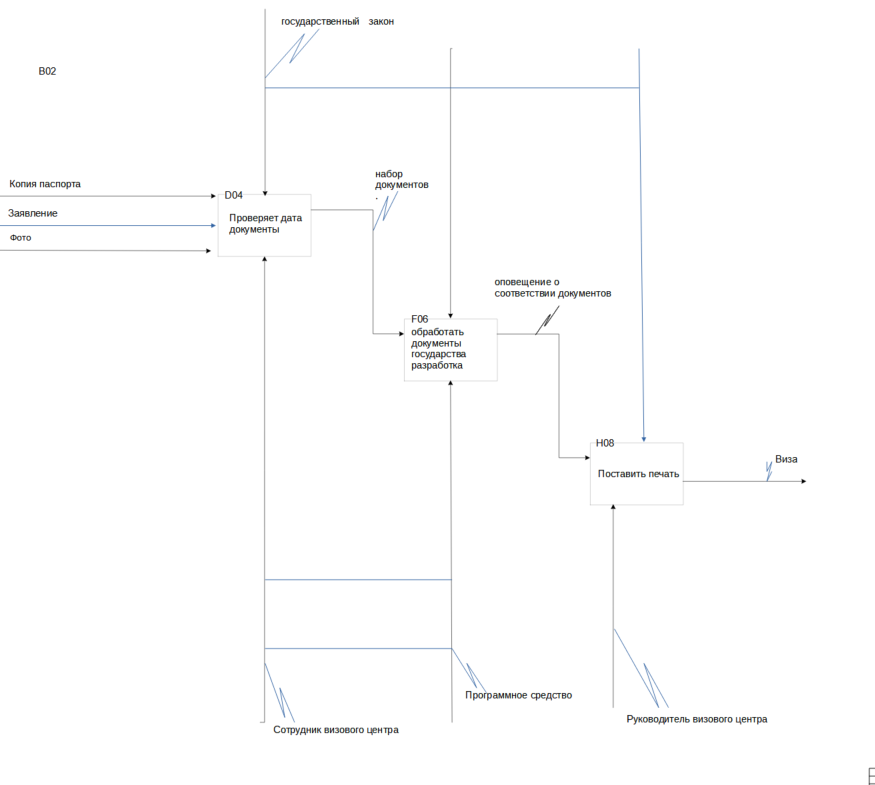 государственный закон
B02
Копия паспорта
Заявление
Фото
D04
Проверяет дата
документы
набор
документов
.
оповещение о
соответствии документов
F06
обработать
документы
государства
разработка
H08
Поставить печать
Виза
Программное средство
Руководитель визового центра
Сотрудник визового центра